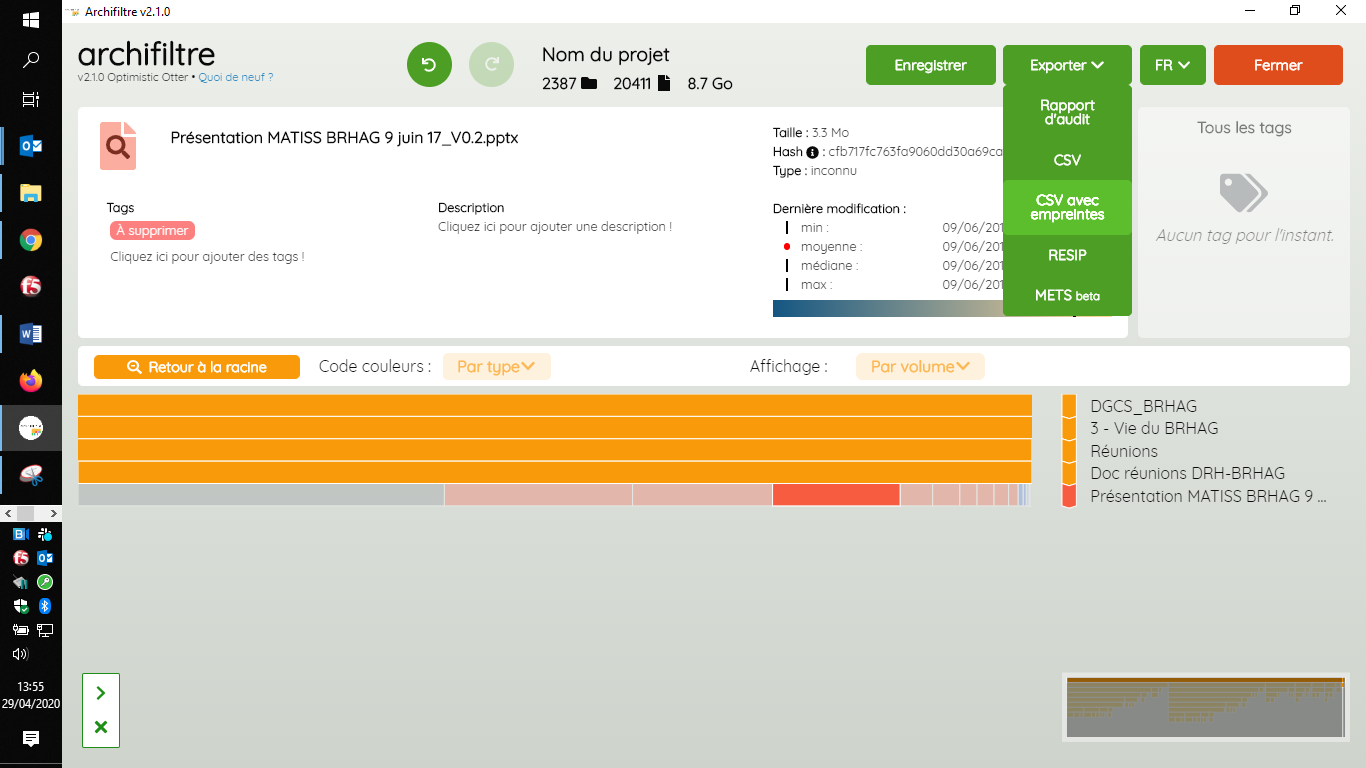 Archifiltre v2.1.0
archifiltre
v2.1.0 Optimistic Otter • Quoi de neuf ?
Nom du projet
2387 20411 8.7 Go
Enregistrer
Exporter
FR
Fermer
Rapport
d'audit
CSV
CSV avec
empreintes
RESIP
METS beta
Présentation MATISS BRHAG 9 juin 17_V0.2.pptx
Taille : 3.3 Mo
Hash : cfb717fc763fa9060dd30a69ca
Type : inconnu
Tags
À supprimer
Cliquez ici pour ajouter des tags !
Description
Cliquez ici pour ajouter une description !
Dernière modification :
min : 09/06/201
moyenne : 09/06/201
médiane : 09/06/201
max : 09/06/201
Tous les tags
Aucun tag pour l'instant.
Retour à la racine
Code couleurs :
Par type
Affichage :
Par volume
DGCS_BRHAG
3 - Vie du BRHAG
Réunions
Doc réunions DRH-BRHAG
Présentation MATISS BRHAG 9 ...
13:55
29/04/2020